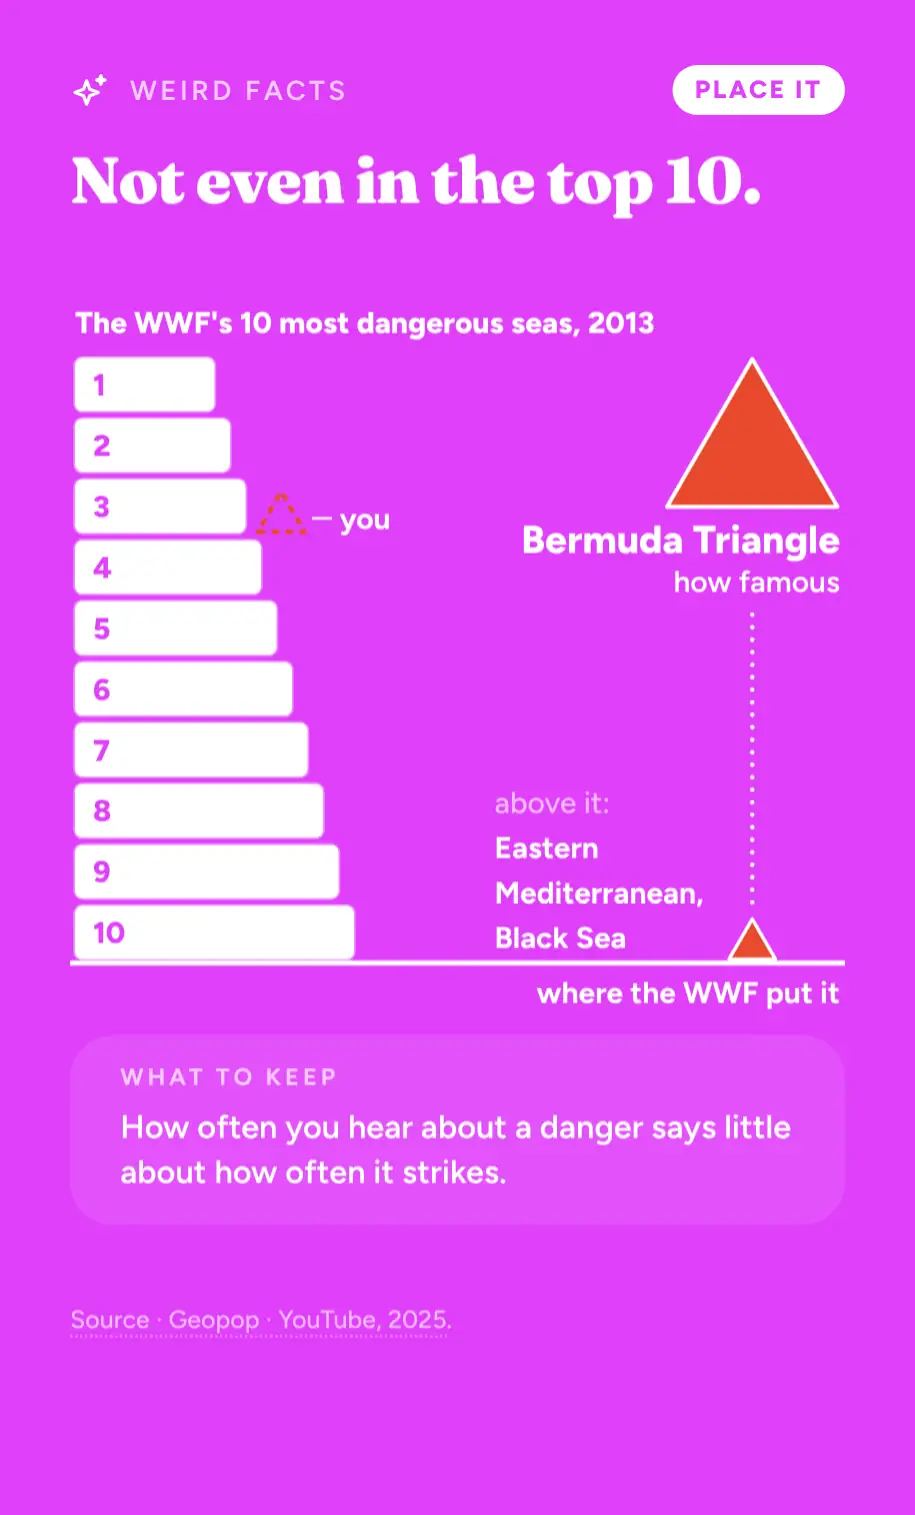 WEIRD FACTS
PLACE IT
Not even in the top 10.
The WWF's 10 most dangerous seas, 2013
1
2
3
– you
4
5
6
7
8
9
10
Bermuda Triangle
how famous
above it:
Eastern
Mediterranean,
Black Sea
where the WWF put it
WHAT TO KEEP
How often you hear about a danger says little
about how often it strikes.
Source · Geopop · YouTube, 2025.